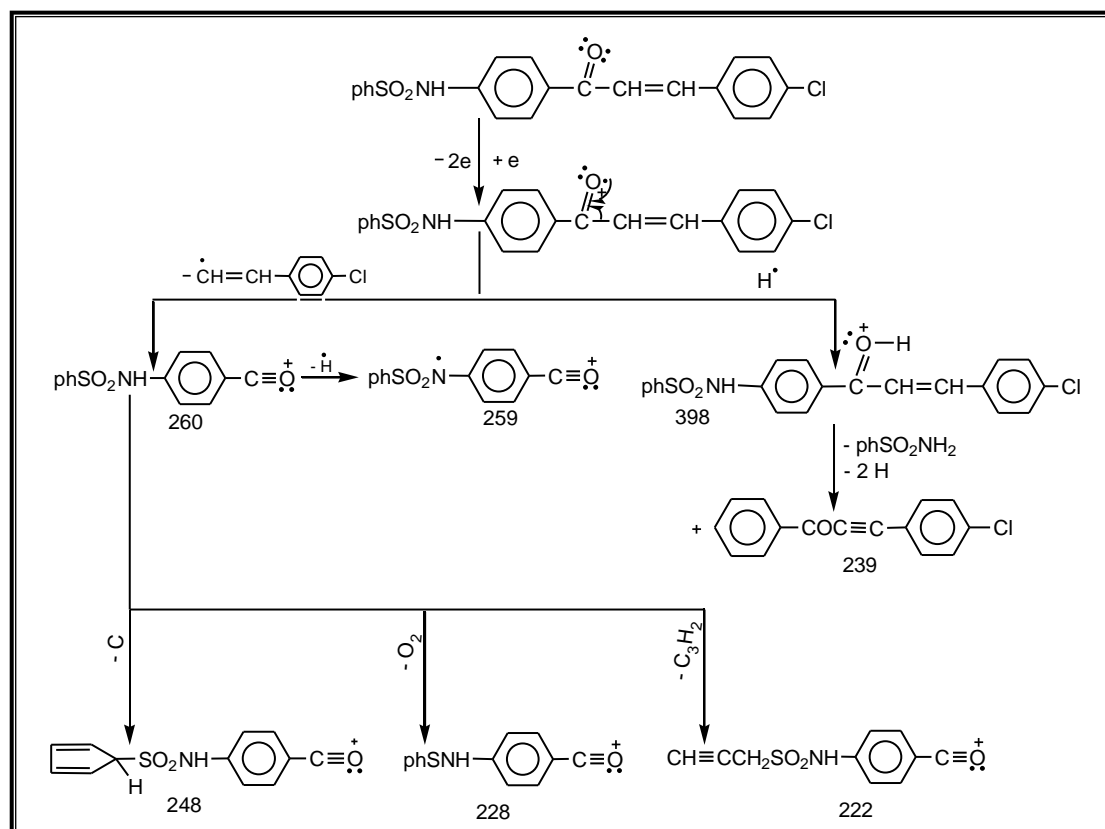 O
phSO2NH C CH=CH Cl
− 2e + e
O +
phSO2NH C CH=CH Cl
− CH=CH Cl
H
+ O H
phSO2NH C≡O +
- H
phSO2N C≡O +
phSO2NH C CH=CH Cl
260
259
398
- phSO2NH2
- 2 H
+ COC≡C Cl
239
- C
- O2
- C3H2
SO2NH C≡O +
H
phSNH C≡O +
CH≡CCH2SO2NH C≡O +
248
228
222